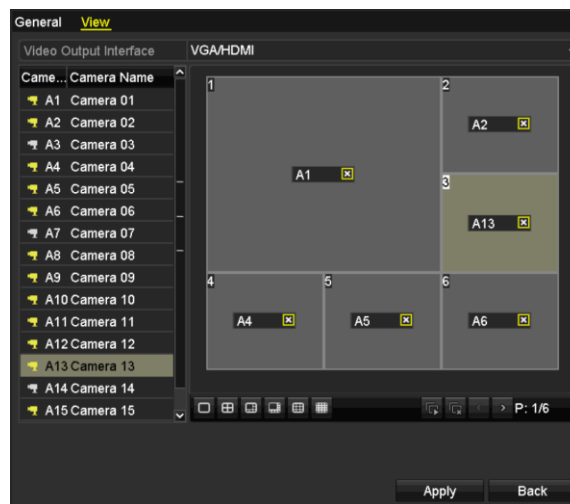 General View
Video Output Interface VGA/HDMI
Came... Camera Name
A1 Camera 01
A2 Camera 02
A3 Camera 03
A4 Camera 04
A5 Camera 05
A6 Camera 06
A7 Camera 07
A8 Camera 08
A9 Camera 09
A10 Camera 10
A11 Camera 11
A12 Camera 12
A13 Camera 13
A14 Camera 14
A15 Camera 15
1
A1
2
A2
3
A13
4
A4
5
A5
6
A6
P: 1/6
Apply Back